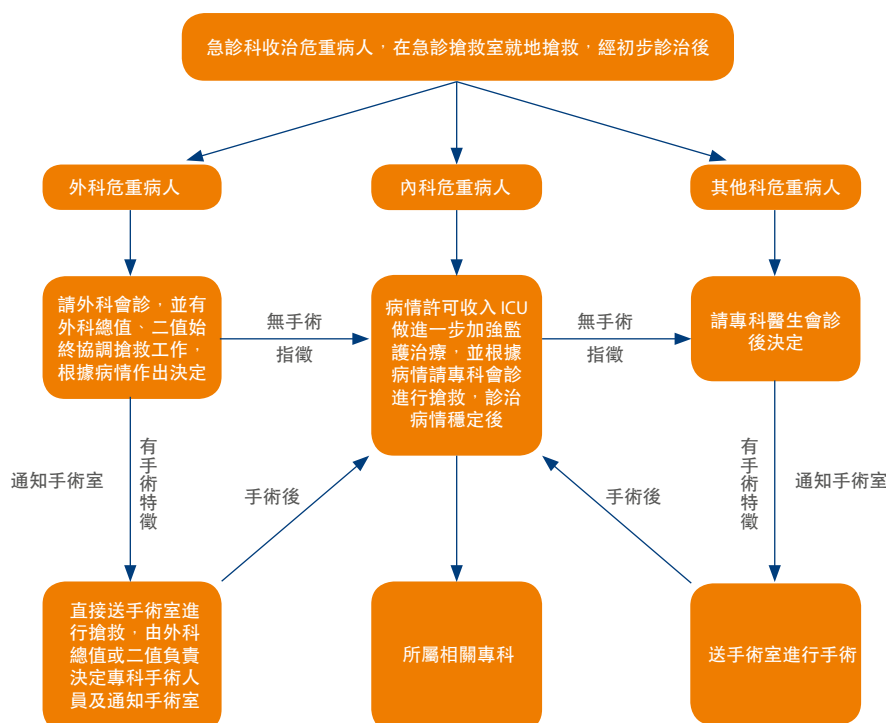 急診科收治危重病人，在急診搶救室就地搶救，經初步診治後
外科危重病人
內科危重病人
其他科危重病人
請外科會診，並有
外科總值、二值始
終協調搶救工作，
根據病情作出決定
無手術
指徵
病情許可收入 ICU
做進一步加強監
護治療，並根據
病情請專科會診
進行搶救，診治
病情穩定後
無手術
指徵
請專科醫生會診
後決定
通知手術室
有手術特徵
手術後
手術後
有手術指徵
通知手術室
直接送手術室進
行搶救，由外科
總值或二值負責
決定專科手術人
員及通知手術室
所屬相關專科
送手術室進行手術